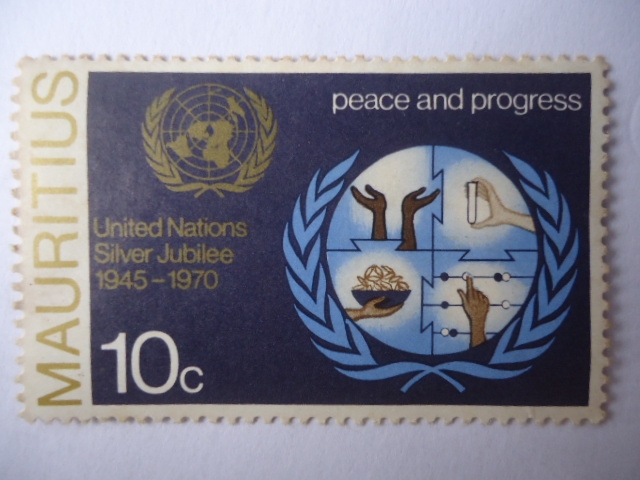 MAURITIUS
peace and progress
United Nations
Silver Jubilee
1945-1970
10c